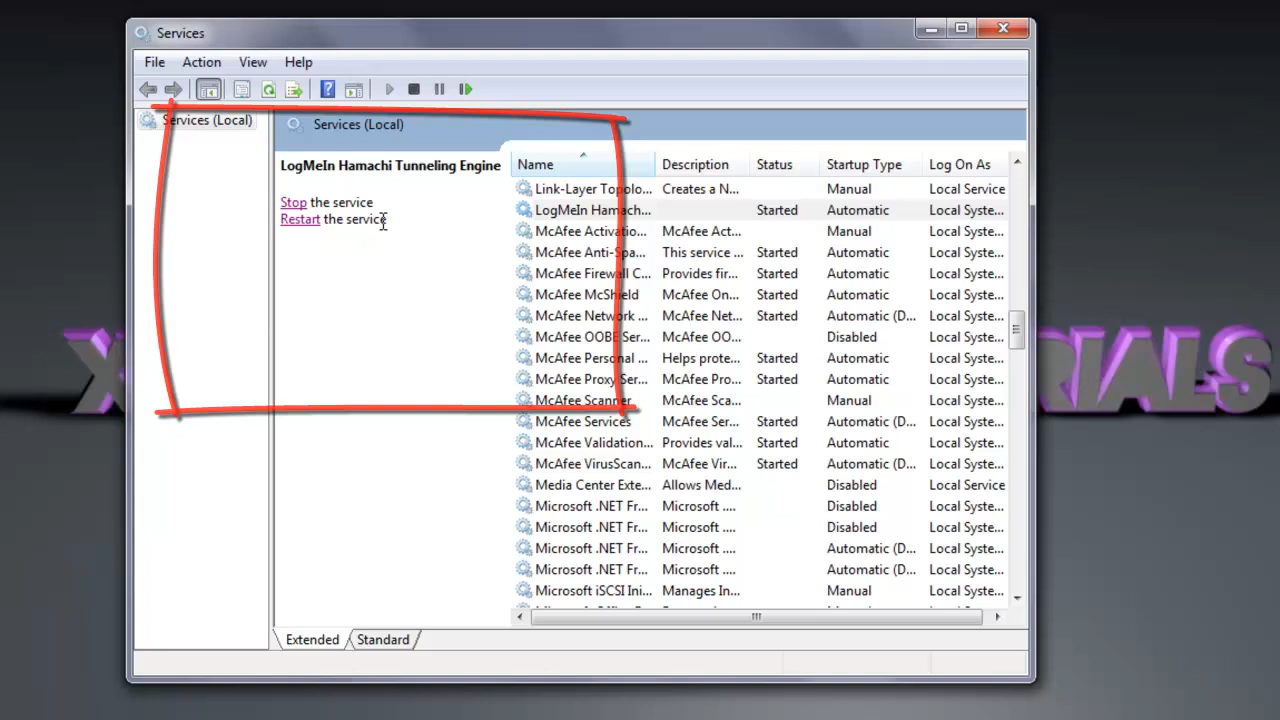 Services
File Action View Help
Services (Local)
Services (Local)
LogMeIn Hamachi Tunneling Engine
Stop the service
Restart the service
Name Description Status Startup Type Log On As
Link-Layer Topolo... Creates a N... Manual Local Service
LogMeIn Hamach... Started Automatic Local Syste...
McAfee Activatio... McAfee Act... Manual Local Syste...
McAfee Anti-Spa... This service ... Started Automatic Local Syste...
McAfee Firewall C... Provides fir... Started Automatic Local Syste...
McAfee McShield McAfee On... Started Automatic Local Syste...
McAfee Network ... McAfee Net... Started Automatic (D... Local Syste...
McAfee OOBE Ser... McAfee OO... Disabled Local Syste...
McAfee Personal ... Helps prote... Started Automatic Local Syste...
McAfee Proxy Ser... McAfee Pro... Started Automatic Local Syste...
McAfee Scanner McAfee Sca... Manual Local Syste...
McAfee Services McAfee Ser... Started Automatic (D... Local Syste...
McAfee Validation... Provides val... Started Automatic Local Syste...
McAfee VirusScan... McAfee Vir... Started Automatic (D... Local Syste...
Media Center Exte... Allows Med... Disabled Local Service
Microsoft .NET Fr... Microsoft .... Disabled Local Syste...
Microsoft .NET Fr... Microsoft .... Disabled Local Syste...
Microsoft .NET Fr... Microsoft .... Automatic (D... Local Syste...
Microsoft .NET Fr... Microsoft .... Automatic (D... Local Syste...
Microsoft iSCSI Ini... Manages In... Manual Local Syste...
Extended Standard